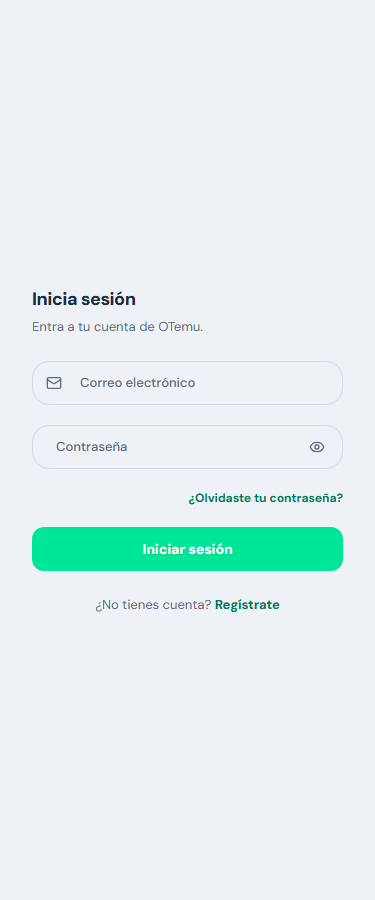 Inicia sesión
Entra a tu cuenta de OTemu.
Correo electrónico
Contraseña
¿Olvidaste tu contraseña?
Iniciar sesión
¿No tienes cuenta? Regístrate